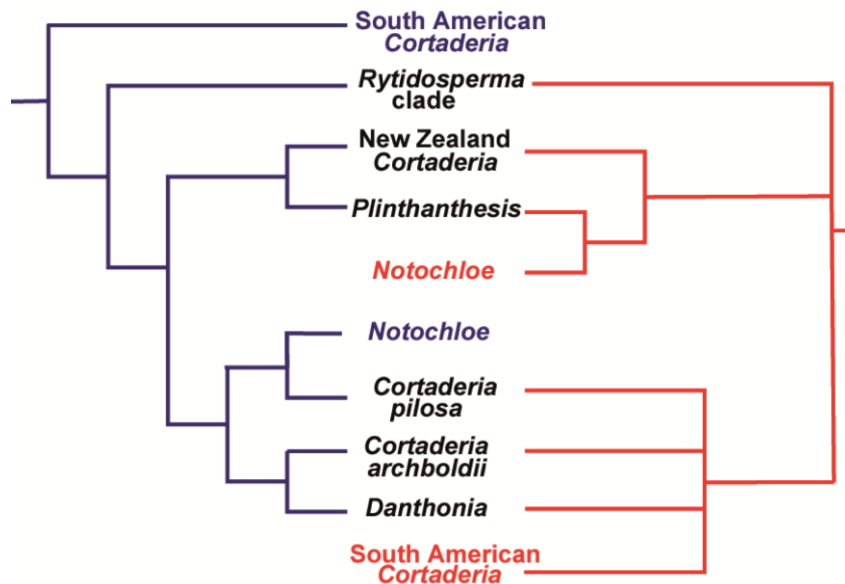 South American
Cortaderia
Rytidosperma
clade
New Zealand
Cortaderia
Plinthanthesis
Notochloe
Notochloe
Cortaderia
pilosa
Cortaderia
archboldii
Danthonia
South American
Cortaderia